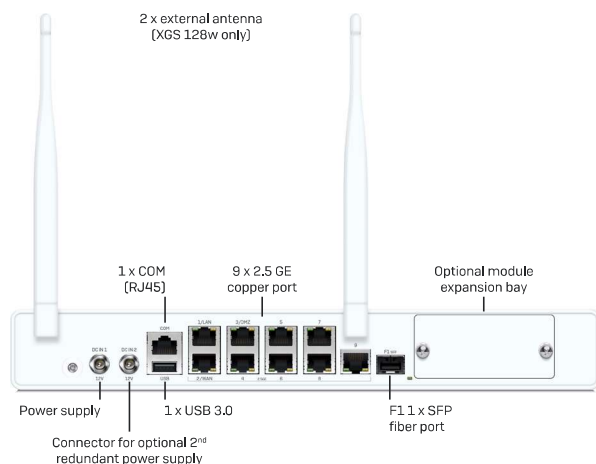 2 x external antenna
(XGS 128w only)
1 x COM
(RJ45)
9 x 2.5 GE
copper port
Optional module
expansion bay
1/LAN
3/DMZ
5
7
COM
DC IN 1
DC IN 2
F1 SFP
12V
12V
USB
2/WAN
4
6
8
Power supply
1 x USB 3.0
F1 1 x SFP
fiber port
Connector for optional 2nd
redundant power supply